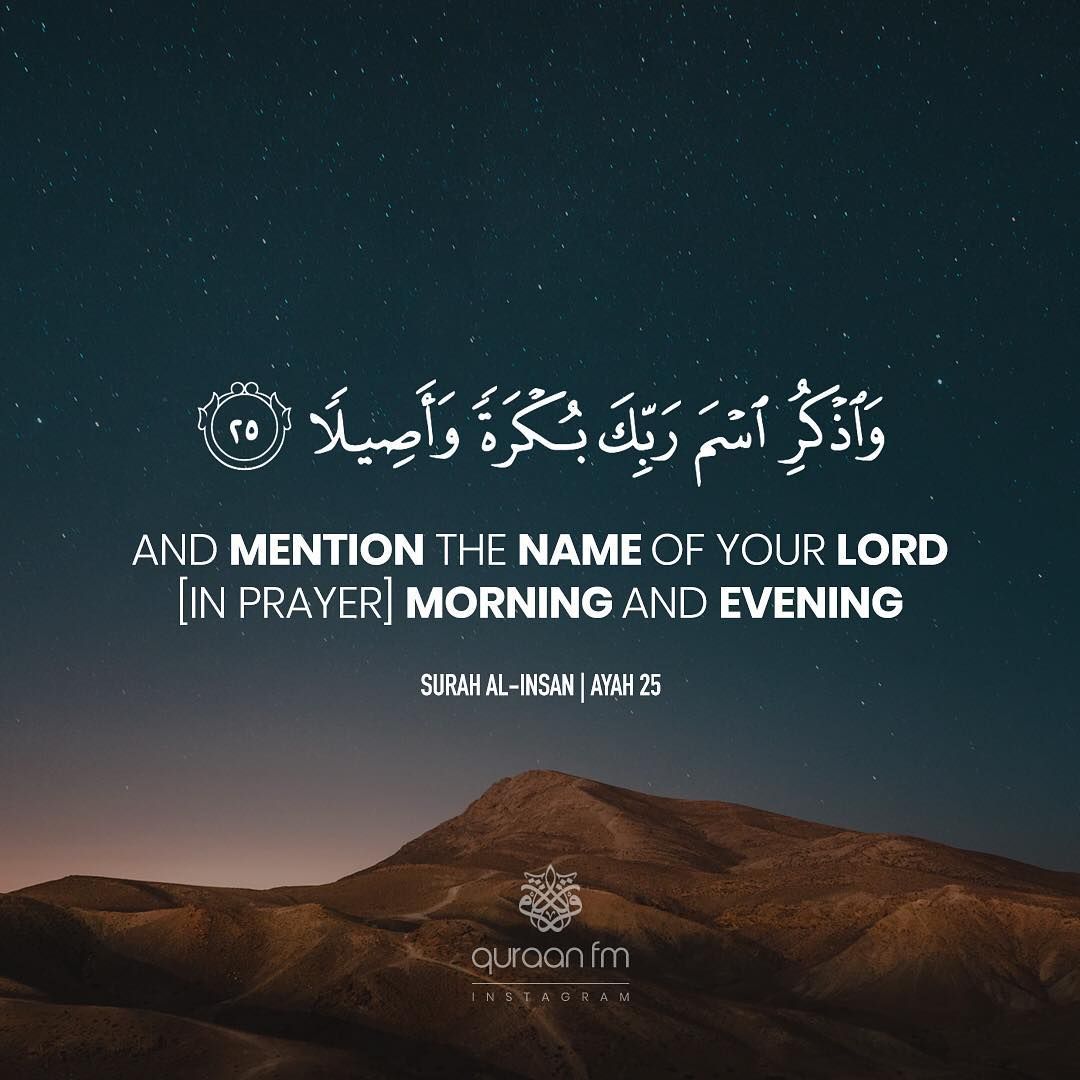 وَٱذْكُرِ ٱسْمَ رَبِّكَ بُكْرَةً وَأَصِيلًا ٢٥
AND MENTION THE NAME OF YOUR LORD
[IN PRAYER] MORNING AND EVENING
SURAH AL-INSAN | AYAH 25
quraan fm
INSTAGRAM